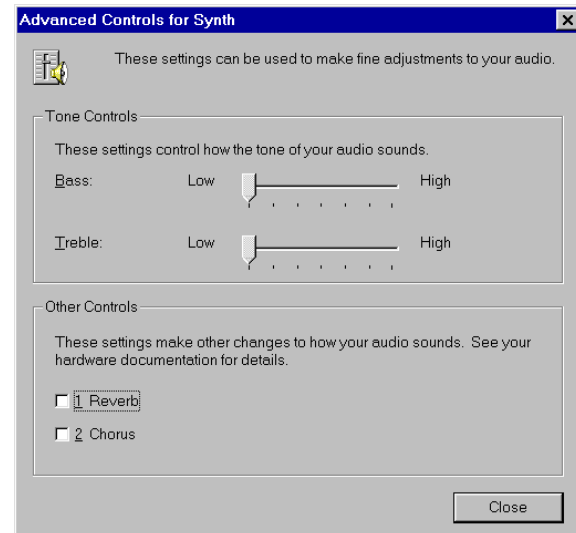 Advanced Controls for Synth
These settings can be used to make fine adjustments to your audio.
Tone Controls
These settings control how the tone of your audio sounds.
Bass: Low High
Treble: Low High
Other Controls
These settings make other changes to how your audio sounds. See your
hardware documentation for details.
1 Reverb
2 Chorus
Close